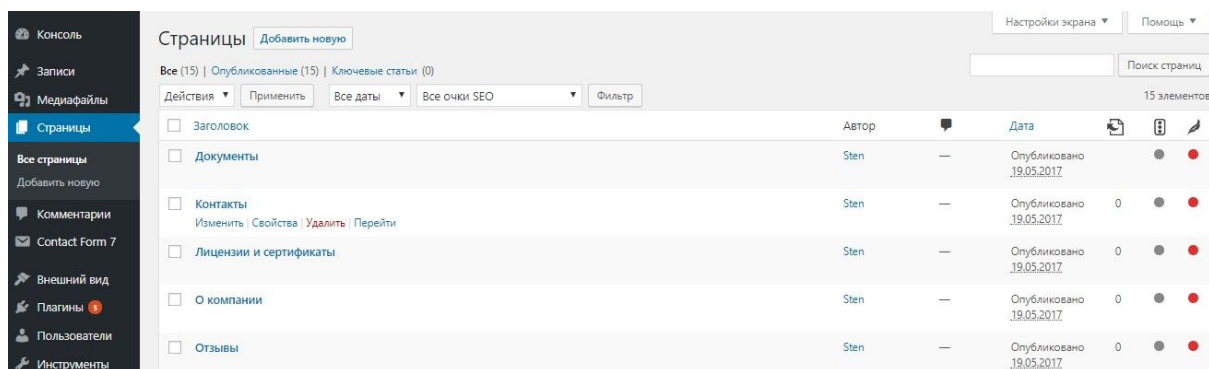 Настройки экрана ▼ Помощь ▼
Консоль
Записи
Медиафайлы
Страницы
Все страницы
Добавить новую
Комментарии
Contact Form 7
Внешний вид
Плагины 5
Пользователи
Инструменты
Страницы Добавить новую
Все (15) | Опубликованные (15) | Ключевые статьи (0)
Поиск страниц
Действия ▼ Применить Все даты ▼ Все очки SEO ▼ Фильтр
15 элементов
Заголовок Автор Дата
Документы Sten — Опубликовано
19.05.2017
Контакты Sten — Опубликовано 0
Изменить | Свойства | Удалить | Перейти 19.05.2017
Лицензии и сертификаты Sten — Опубликовано 0
19.05.2017
О компании Sten — Опубликовано 0
19.05.2017
Отзывы Sten — Опубликовано 0
19.05.2017